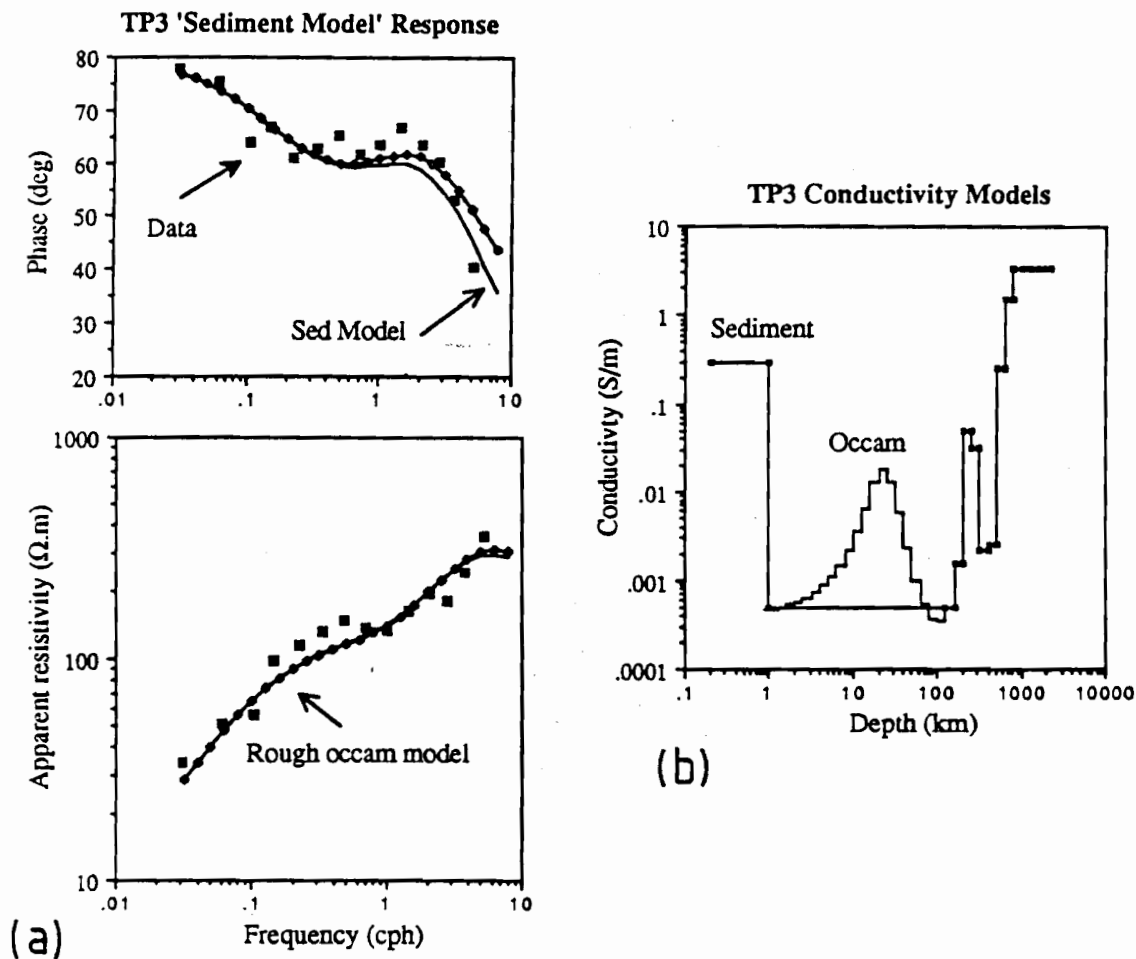 TP3 'Sediment Model' Response
80
70
60
50
40
30
20
.01
.1
1
10
Phase (deg)
Data
Sed Model
1000
100
10
.01
.1
1
10
Apparent resistivity (Ω.m)
Rough occam model
Frequency (cph)
(a)
TP3 Conductivity Models
10
1
.1
.01
.001
.0001
.1
1
10
100
1000
10000
Conductivty (S/m)
Sediment
Occam
Depth (km)
(b)